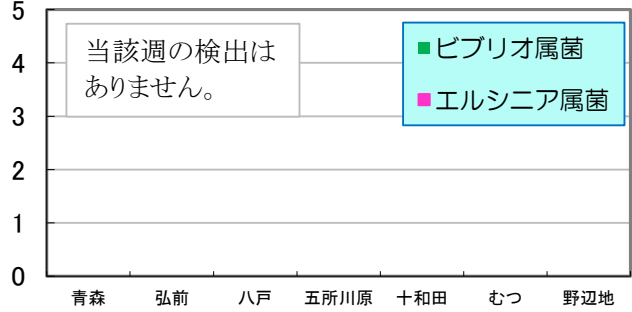 5
4
3
2
1
0
当該週の検出は
ありません。
■ビブリオ属菌
■エルシニア属菌
青森 弘前 八戸 五所川原 十和田 むつ 野辺地